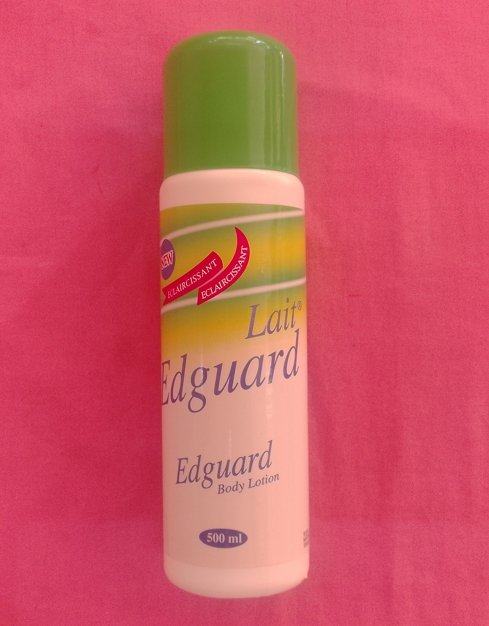 NEW
ECLAIRCISSANT
ECLAIRCISSANT
Lait®
Edguard
Edguard
Body Lotion
500 ml